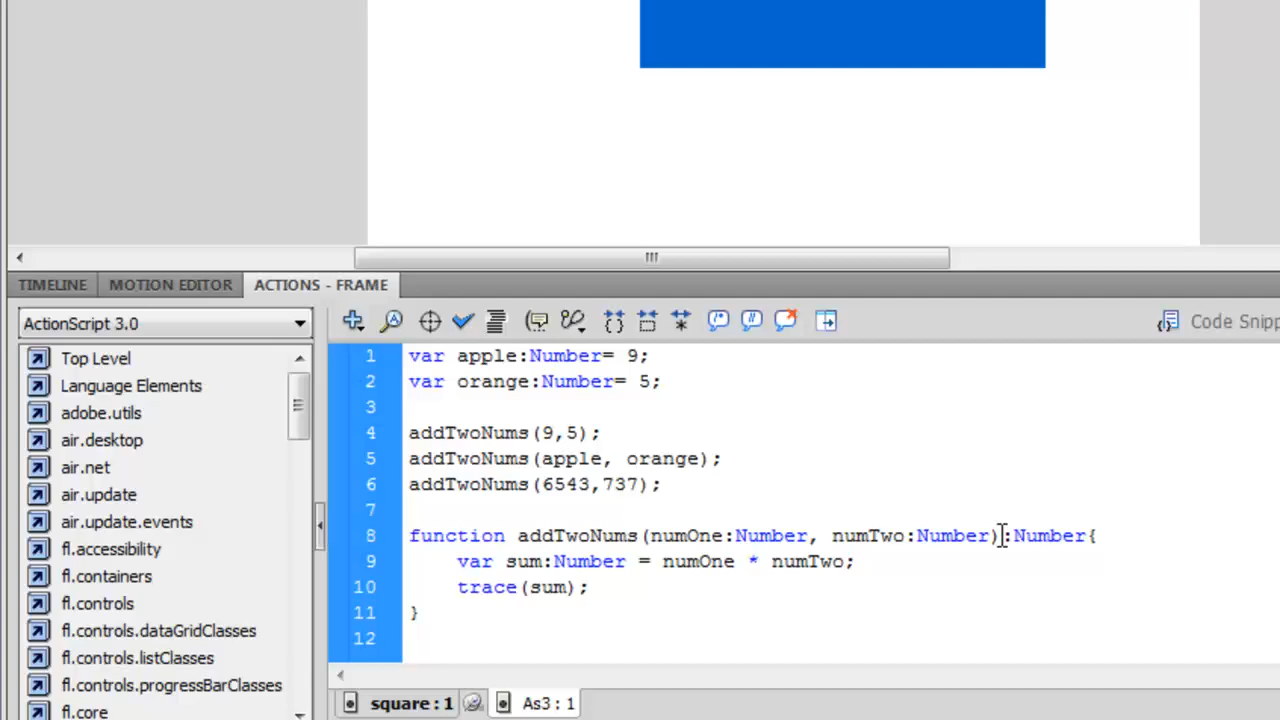 TIMELINE MOTION EDITOR ACTIONS - FRAME
ActionScript 3.0
Code Snipp
Top Level
Language Elements
adobe.utils
air.desktop
air.net
air.update
air.update.events
fl.accessibility
fl.containers
fl.controls
fl.controls.dataGridClasses
fl.controls.listClasses
fl.controls.progressBarClasses
fl.core
1 var apple:Number= 9;
2 var orange:Number= 5;
3
4 addTwoNums(9,5);
5 addTwoNums(apple, orange);
6 addTwoNums(6543,737);
7
8 function addTwoNums(numOne:Number, numTwo:Number):Number{
9 var sum:Number = numOne * numTwo;
10 trace(sum);
11 }
12
square : 1 As3 : 1